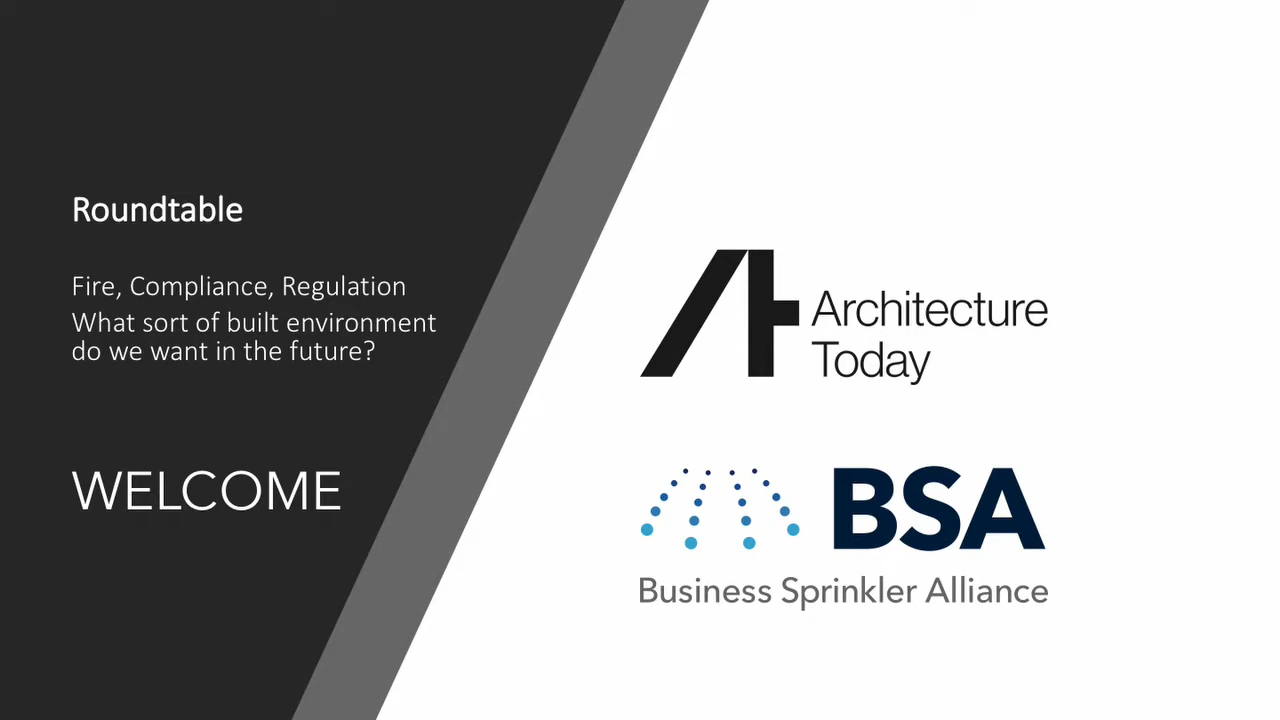 Roundtable
Fire, Compliance, Regulation
What sort of built environment
do we want in the future?
WELCOME
Architecture
Today
BSA
Business Sprinkler Alliance